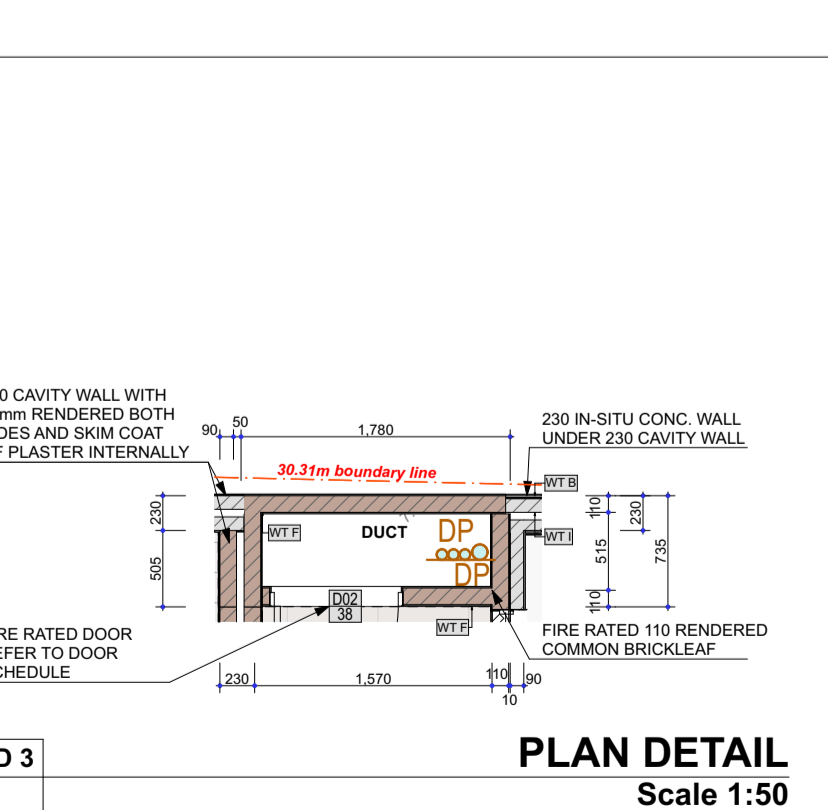 0 CAVITY WALL WITH
mm RENDERED BOTH
DES AND SKIM COAT
F PLASTER INTERNALLY
90
50
1,780
230 IN-SITU CONC. WALL
UNDER 230 CAVITY WALL
30.31m boundary line
WT B
230
505
WT F
DUCT
DP
DP
WT I
110
230
515
735
110
D02
38
WT F
RE RATED DOOR
EFER TO DOOR
CHEDULE
FIRE RATED 110 RENDERED
COMMON BRICKLEAF
230
1,570
110
90
10
D 3
PLAN DETAIL
Scale 1:50